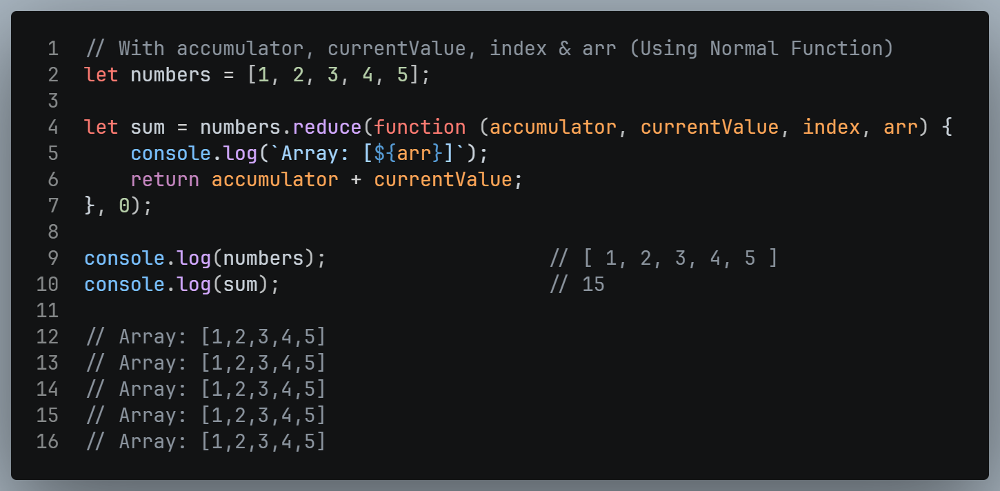 1 // With accumulator, currentValue, index & arr (Using Normal Function)
2 let numbers = [1, 2, 3, 4, 5];
3
4 let sum = numbers.reduce(function (accumulator, currentValue, index, arr) {
5     console.log(`Array: [${arr}]`);
6     return accumulator + currentValue;
7 }, 0);
8
9 console.log(numbers);                   // [ 1, 2, 3, 4, 5 ]
10 console.log(sum);                       // 15
11
12 // Array: [1,2,3,4,5]
13 // Array: [1,2,3,4,5]
14 // Array: [1,2,3,4,5]
15 // Array: [1,2,3,4,5]
16 // Array: [1,2,3,4,5]